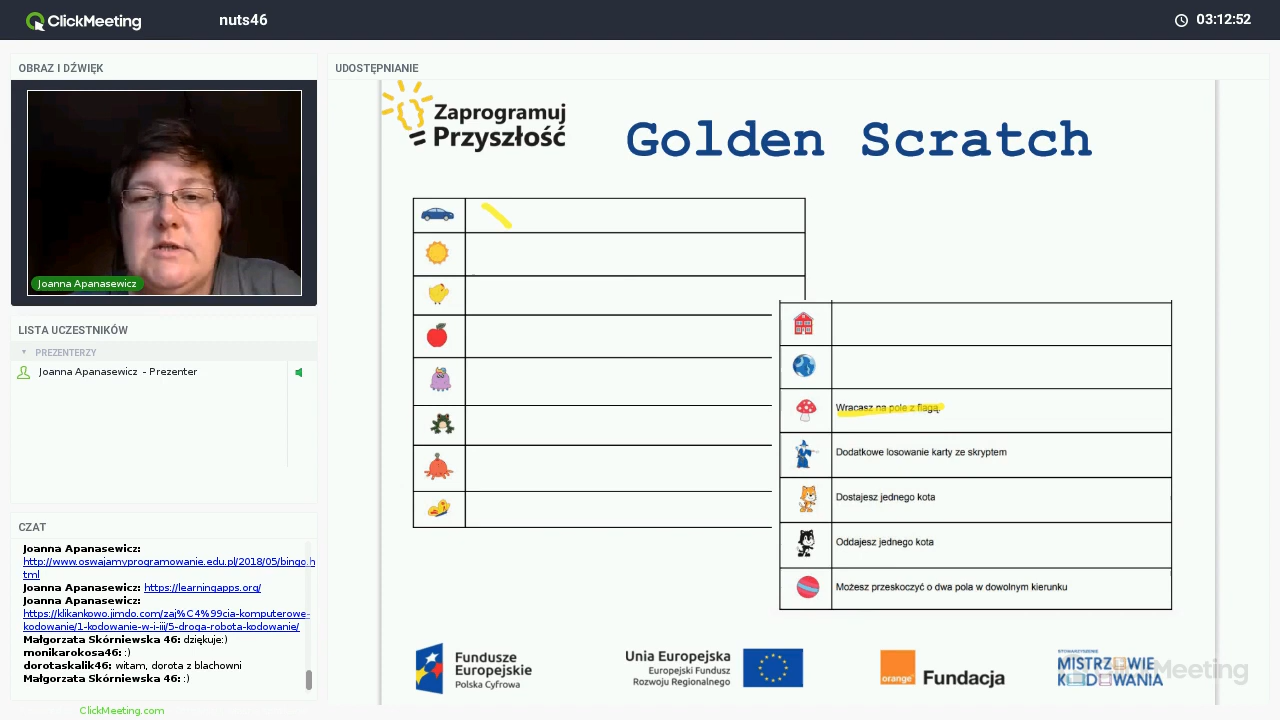 ClickMeeting
nuts46
03:12:52
OBRAZ I DŹWIĘK
Joanna Apanasewicz
LISTA UCZESTNIKÓW
PREZENTERZY
Joanna Apanasewicz - Prezenter
CZAT
Joanna Apanasewicz:
http://www.oswajamyprogramowanie.edu.pl/2018/05/bingo.h
tml
Joanna Apanasewicz: https://learningapps.org/
Joanna Apanasewicz:
https://klikankowo.jimdo.com/zaj%C4%99cia-komputerowe-
kodowanie/1-kodowanie-w-i-iii/5-droga-robota-kodowanie/
Małgorzata Skórniewska 46: dziękuje:)
monikarokosa46: :)
dorotaskalik46: witam, dorota z blachowni
Małgorzata Skórniewska 46: :)
ClickMeeting.com
UDOSTĘPNIANIE
Zaprogramuj
Przyszłość
Golden Scratch
Wracasz na pole z flagą.
Dodatkowe losowanie karty ze skryptem
Dostajesz jednego kota
Oddajesz jednego kota
Możesz przeskoczyć o dwa pola w dowolnym kierunku
Fundusze
Europejskie
Polska Cyfrowa
Unia Europejska
Europejski Fundusz
Rozwoju Regionalnego
orange
Fundacja
STOWARZYSZENIE
MISTRZOWIE
KODOWANIA
Meeting